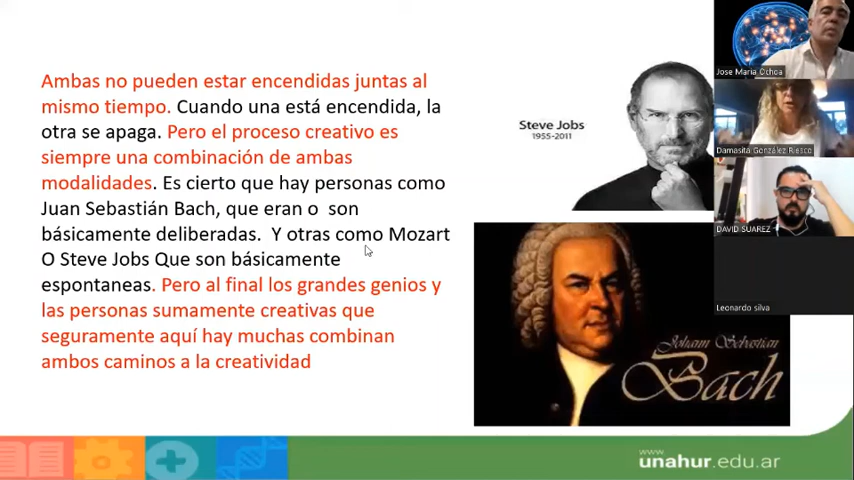 Ambas no pueden estar encendidas juntas al
mismo tiempo. Cuando una está encendida, la
otra se apaga. Pero el proceso creativo es
siempre una combinación de ambas
modalidades. Es cierto que hay personas como
Juan Sebastián Bach, que eran o son
básicamente deliberadas. Y otras como Mozart
O Steve Jobs Que son básicamente
espontaneas. Pero al final los grandes genios y
las personas sumamente creativas que
seguramente aquí hay muchas combinan
ambos caminos a la creatividad
Steve Jobs
1955-2011
Johann Sebastian
Bach
Jose Maria Ochoa
Damasita González Riesco
DAVID SUAREZ
Leonardo silva
www
unahur.edu.ar